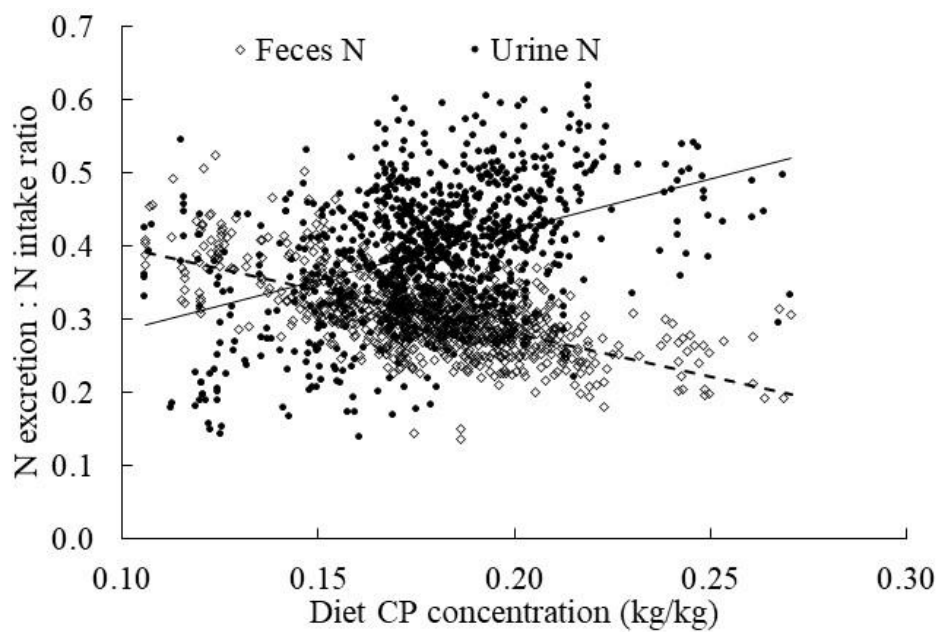 0.7
Feces N Urine N
0.6
0.5
0.4
0.3
0.2
0.1
0.0
N excretion : N intake ratio
0.10 0.15 0.20 0.25 0.30
Diet CP concentration (kg/kg)